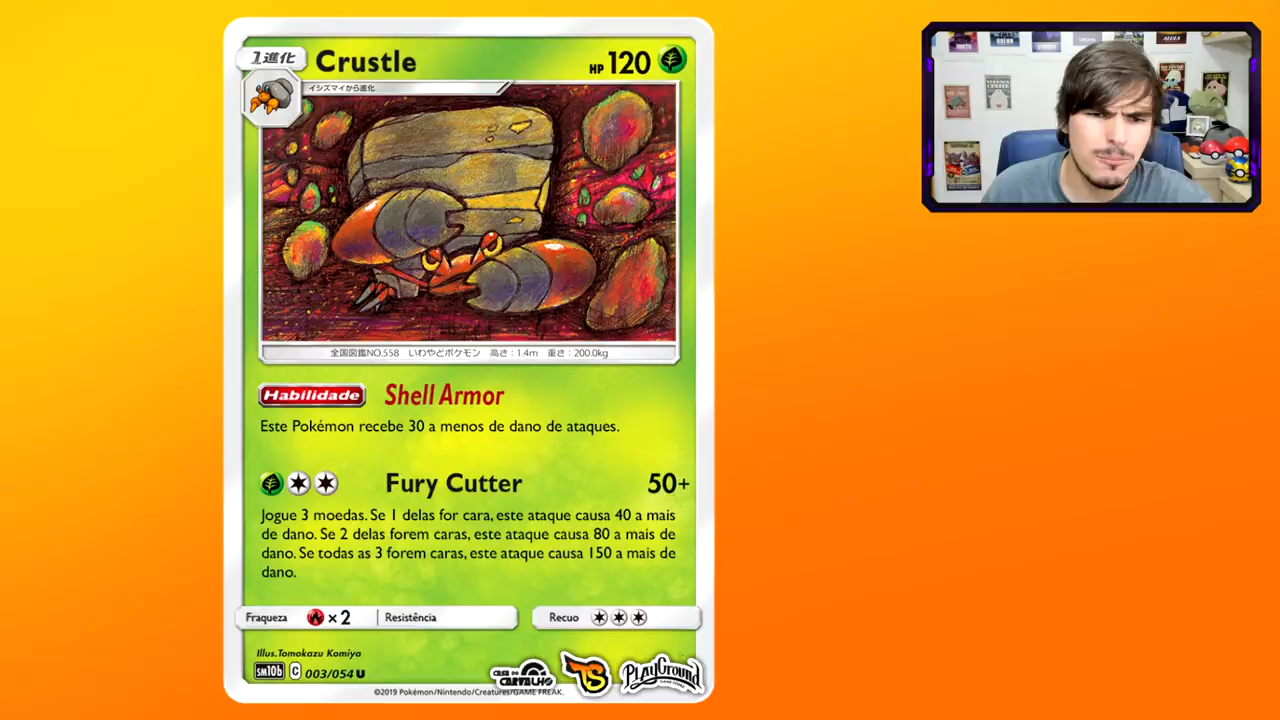 1進化
Crustle
HP 120
イシズマイから進化
全国図鑑NO.558 いわやどポケモン 高さ:1.4m 重さ:200.0kg
Habilidade Shell Armor
Este Pokémon recebe 30 a menos de dano de ataques.
Fury Cutter 50+
Jogue 3 moedas. Se 1 delas for cara, este ataque causa 40 a mais
de dano. Se 2 delas forem caras, este ataque causa 80 a mais de
dano. Se todas as 3 forem caras, este ataque causa 150 a mais de
dano.
Fraqueza ×2 Resistência Recuo
Illus.Tomokazu Komiya
sm10b C 003/054 U
CASA DO
CARVALHO
TS
PLAYGROUND
©2019 Pokémon/Nintendo/Creatures/GAME FREAK.